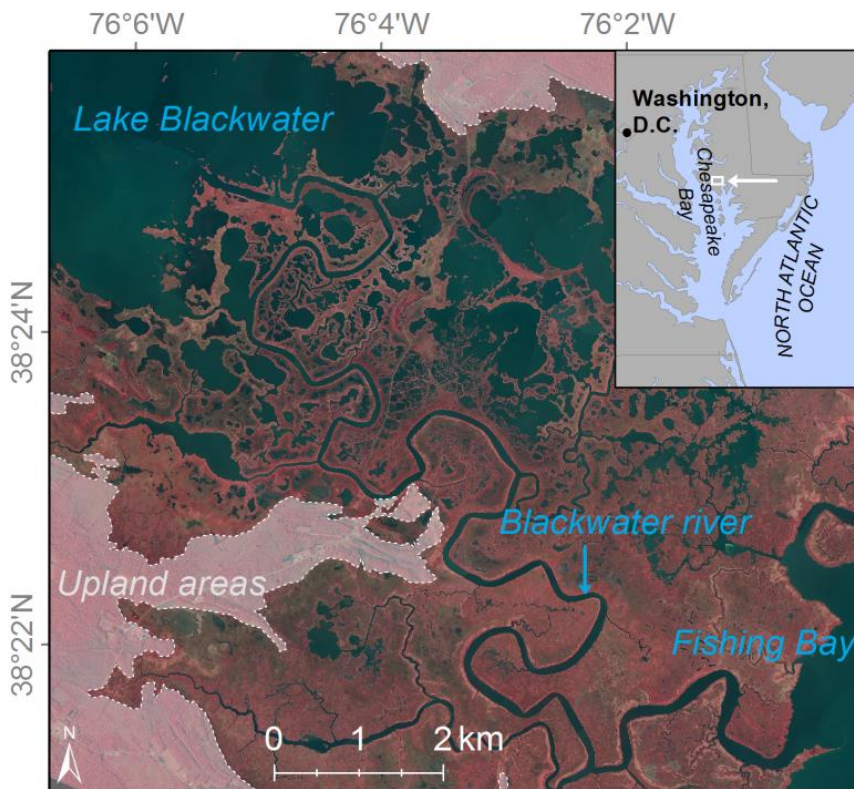 76°6'W
76°4'W
76°2'W
Lake Blackwater
Washington,
D.C.
Chesapeake
Bay
NORTH ATLANTIC
OCEAN
38°24'N
Blackwater river
Upland areas
38°22'N
Fishing Bay
N
0 1 2 km